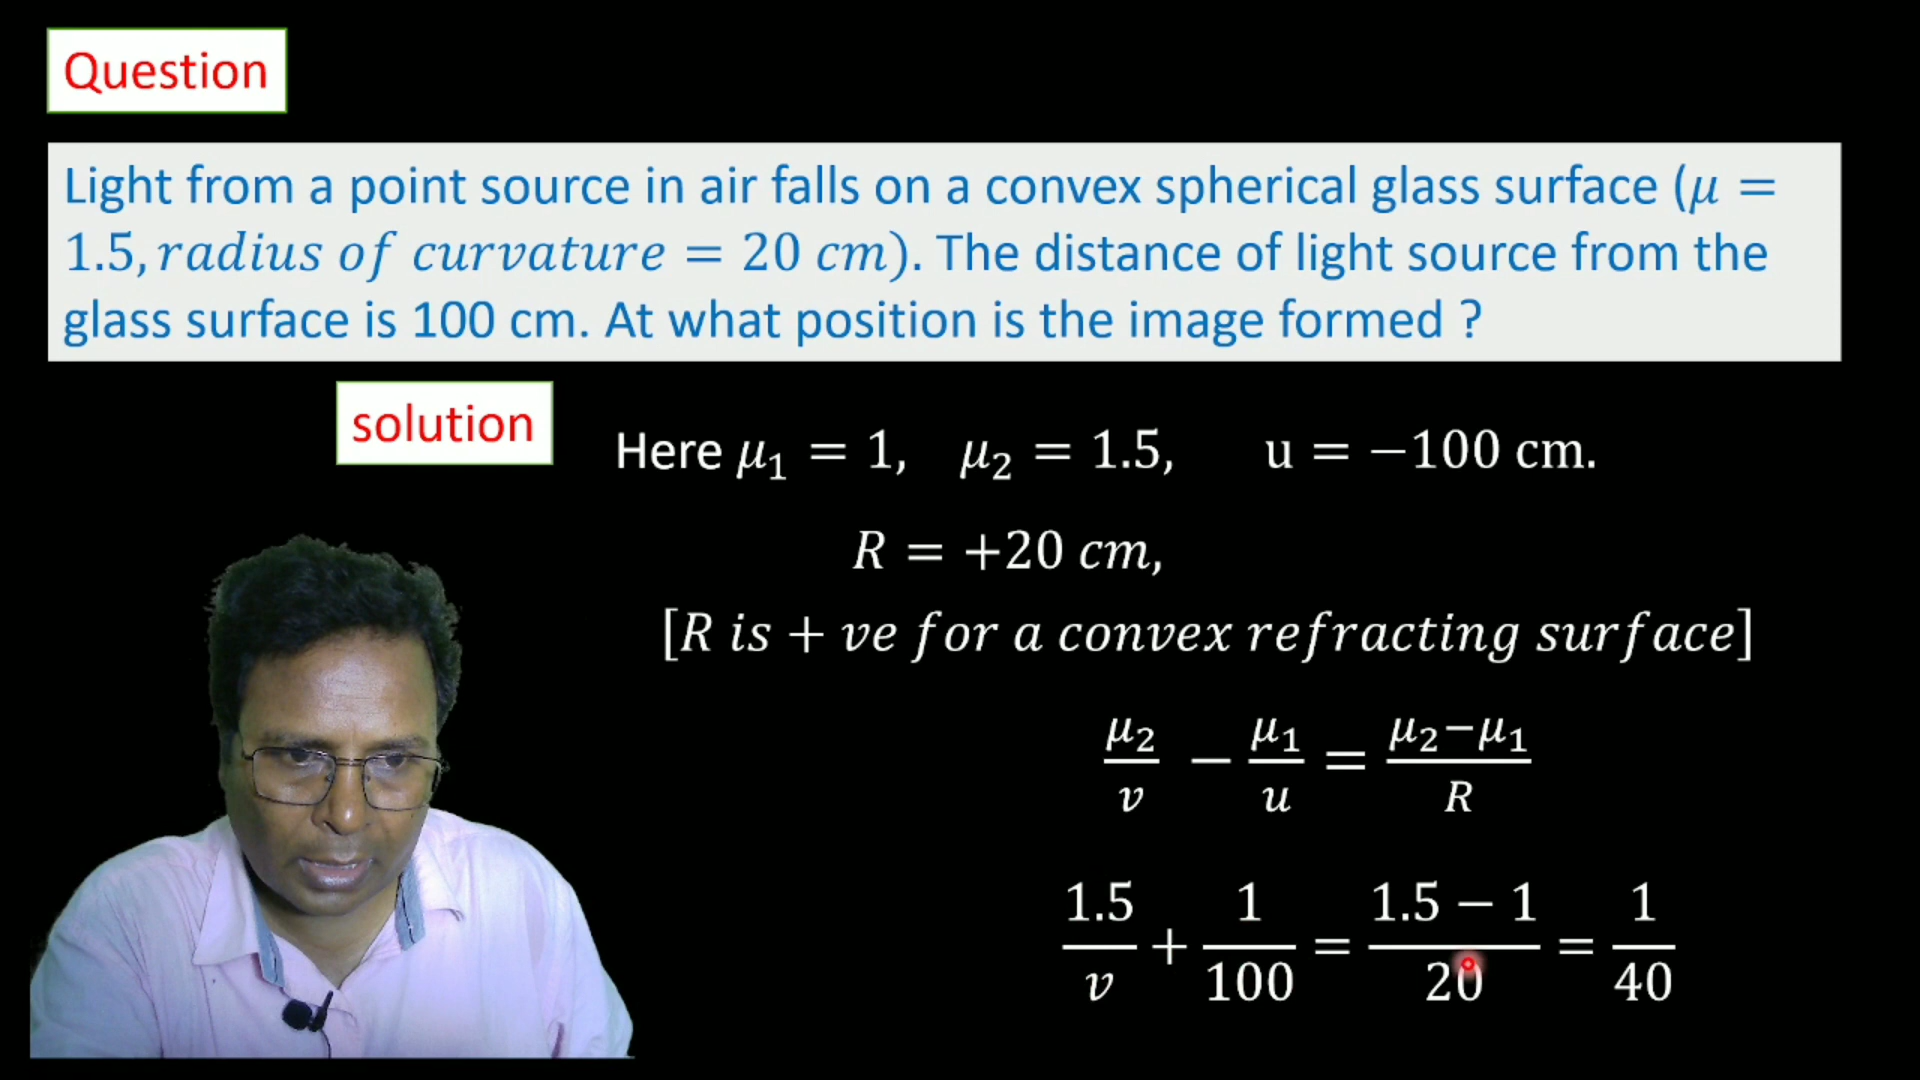 Question
Light from a point source in air falls on a convex spherical glass surface (μ =
1.5, radius of curvature = 20 cm). The distance of light source from the
glass surface is 100 cm. At what position is the image formed ?
solution
Here μ₁ = 1, μ₂ = 1.5, u = −100 cm.
R = +20 cm,
[R is + ve for a convex refracting surface]
μ₂/v − μ₁/u = μ₂−μ₁/R
1.5/v + 1/100 = 1.5 − 1/20 = 1/40